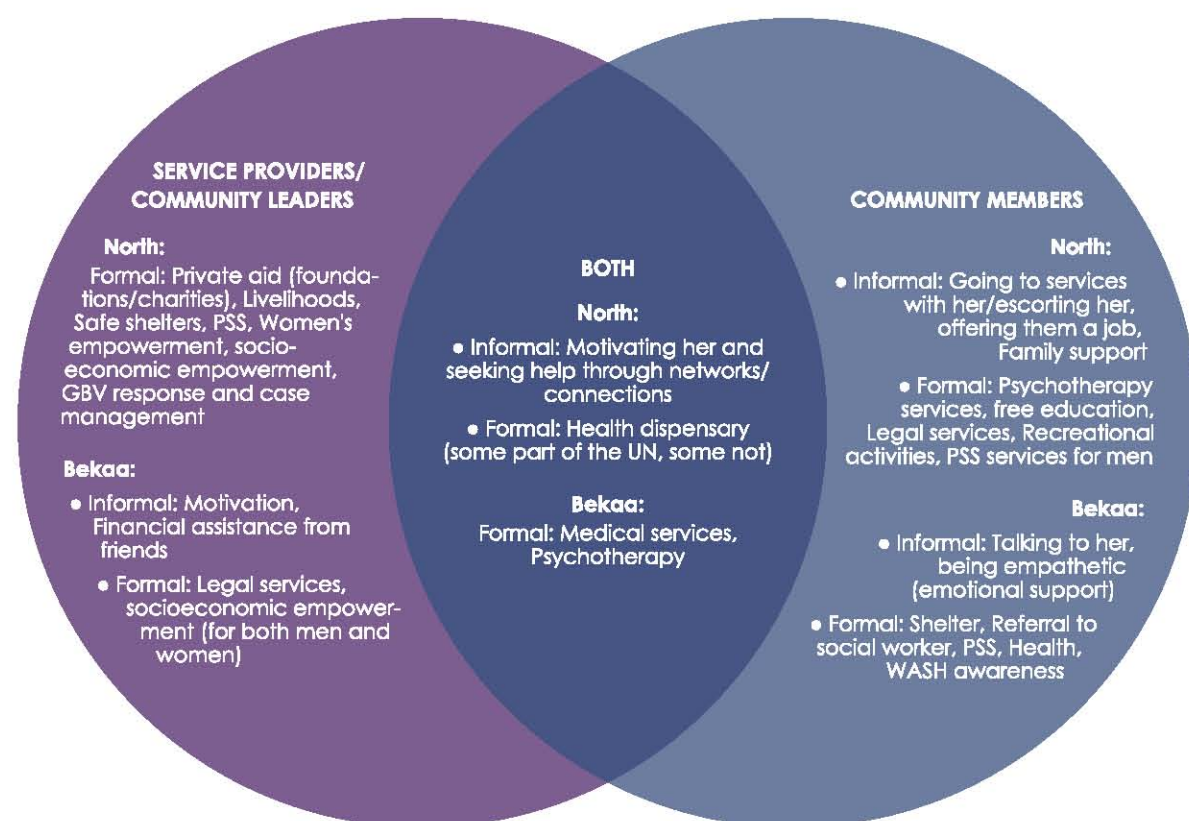 SERVICE PROVIDERS/
COMMUNITY LEADERS
North:
Formal: Private aid (founda-
tions/charities), Livelihoods,
Safe shelters, PSS, Women's
empowerment, socio-
economic empowerment,
GBV response and case
management
Bekaa:
● Informal: Motivation,
Financial assistance from
friends
● Formal: Legal services,
socioeconomic empower-
ment (for both men and
women)
BOTH
North:
● Informal: Motivating her and
seeking help through networks/
connections
● Formal: Health dispensary
(some part of the UN, some not)
Bekaa:
Formal: Medical services,
Psychotherapy
COMMUNITY MEMBERS
North:
● Informal: Going to services
with her/escorting her,
offering them a job,
Family support
● Formal: Psychotherapy
services, free education,
Legal services, Recreational
activities, PSS services for men
Bekaa:
● Informal: Talking to her,
being empathetic
(emotional support)
● Formal: Shelter, Referral to
social worker, PSS, Health,
WASH awareness